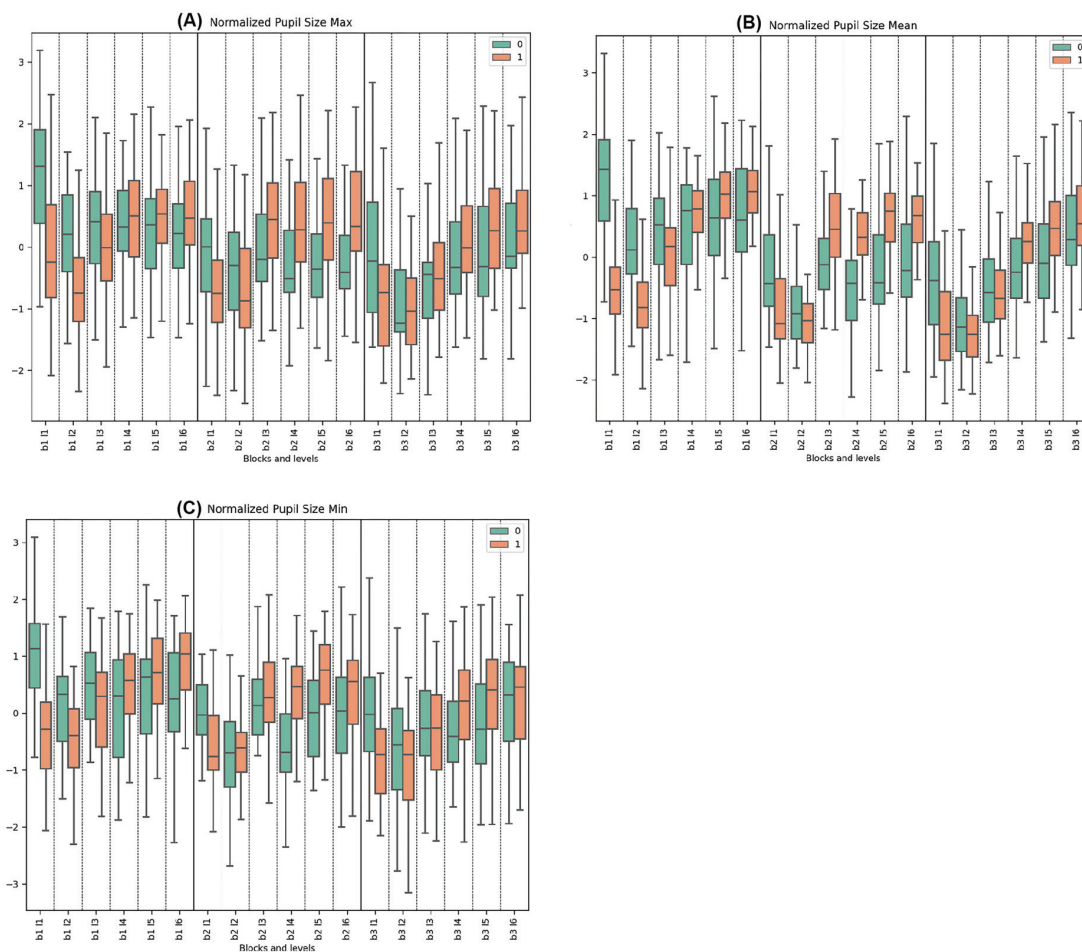 (A) Normalized Pupil Size Max
0
1
3
2
1
0
−1
−2
b1 l1
b1 l2
b1 l3
b1 l4
b1 l5
b1 l6
b2 l1
b2 l2
b2 l3
b2 l4
b2 l5
b2 l6
b3 l1
b3 l2
b3 l3
b3 l4
b3 l5
b3 l6
Blocks and levels
(B) Normalized Pupil Size Mean
0
1
3
2
1
0
−1
−2
b1 l1
b1 l2
b1 l3
b1 l4
b1 l5
b1 l6
b2 l1
b2 l2
b2 l3
b2 l4
b2 l5
b2 l6
b3 l1
b3 l2
b3 l3
b3 l4
b3 l5
b3 l6
Blocks and levels
(C) Normalized Pupil Size Min
0
1
3
2
1
0
−1
−2
−3
b1 l1
b1 l2
b1 l3
b1 l4
b1 l5
b1 l6
b2 l1
b2 l2
b2 l3
b2 l4
b2 l5
b2 l6
b3 l1
b3 l2
b3 l3
b3 l4
b3 l5
b3 l6
Blocks and levels